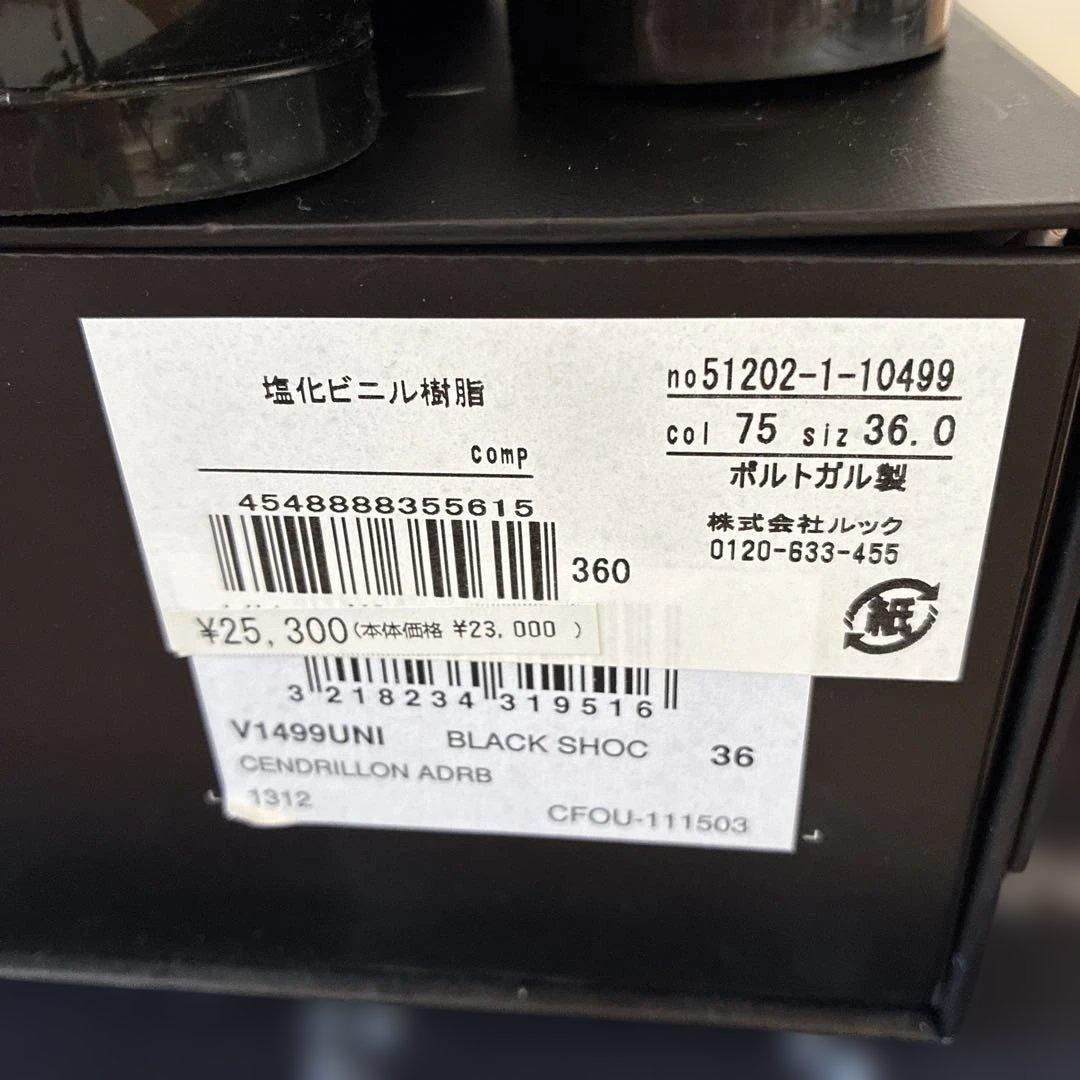 塩化ビニル樹脂
comp
no51202-1-10499
col 75 siz 36.0
ポルトガル製
株式会社ルック
0120-633-455
紙
4548888355615
360
¥25,300(本体価格 ¥23,000 )
3 218234 319516
V1499UNI BLACK SHOC 36
CENDRILLON ADRB
1312 CFOU-111503